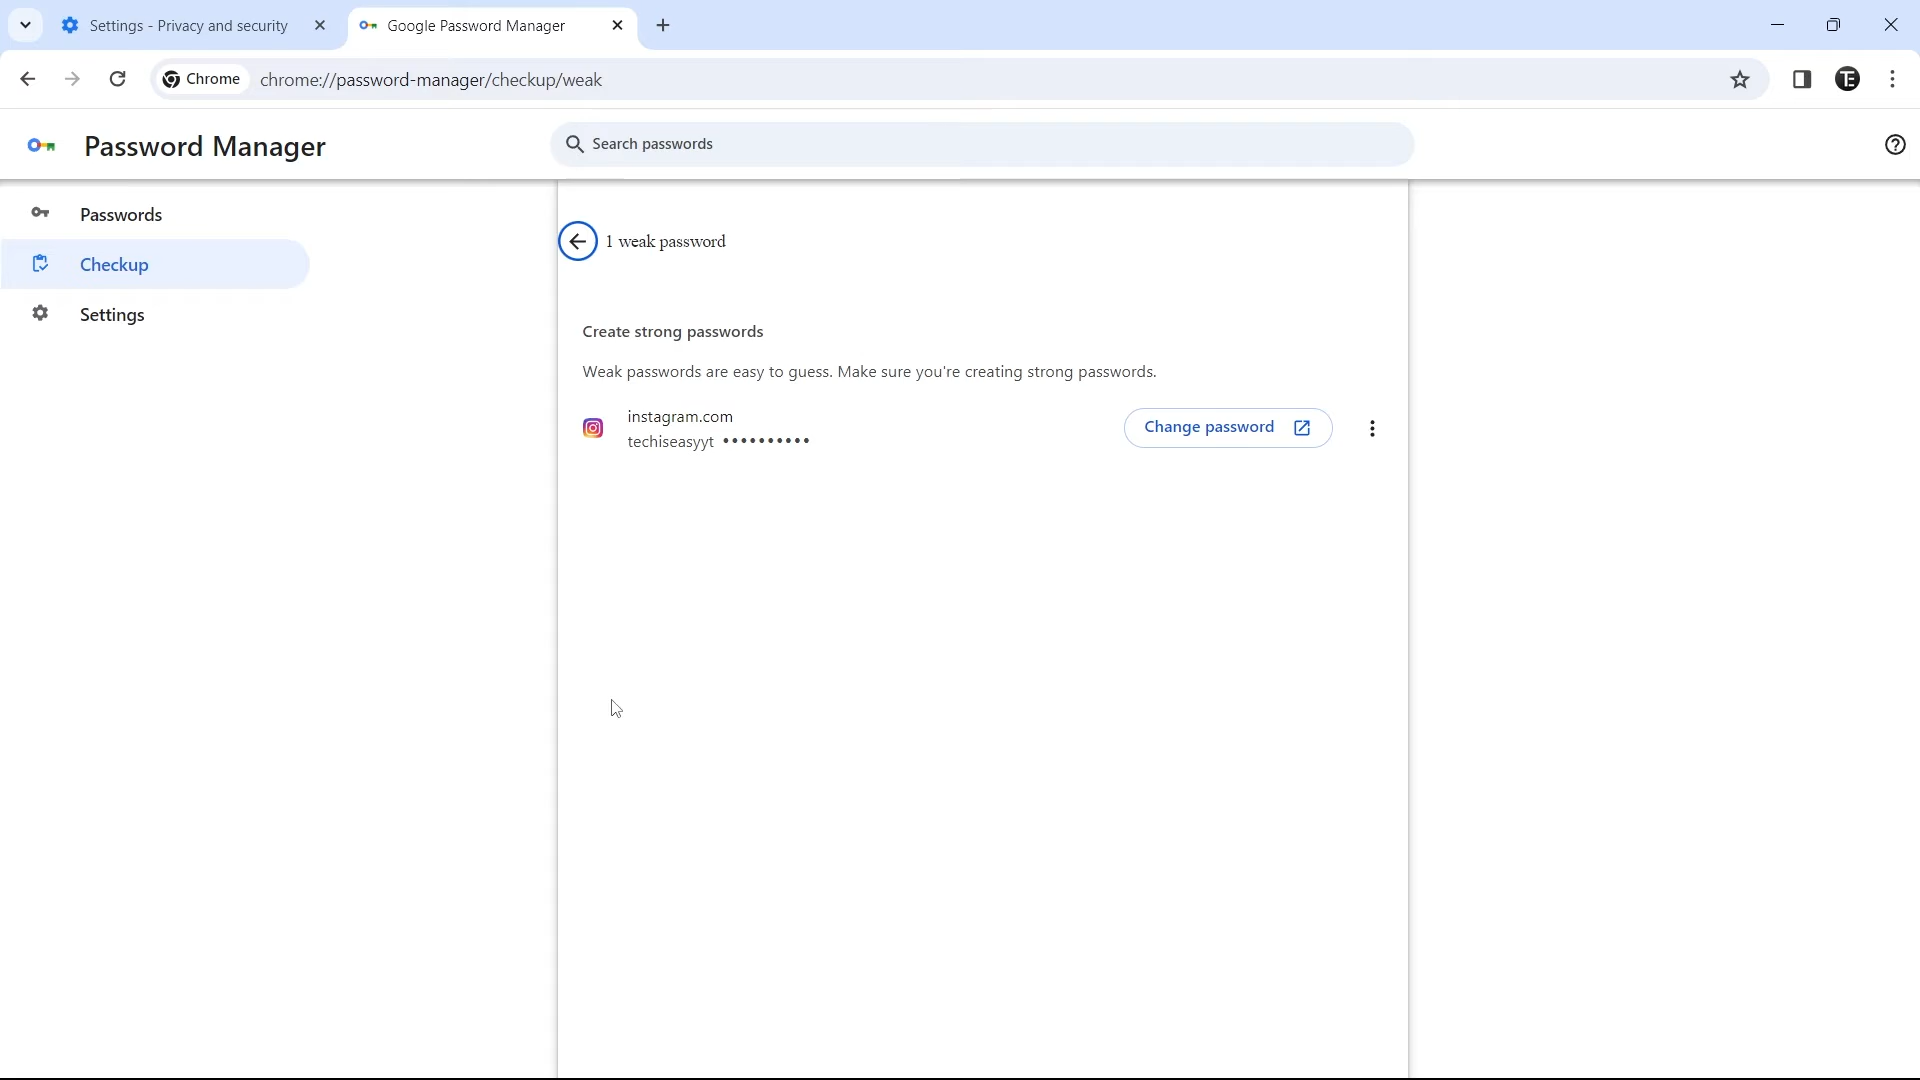 Settings - Privacy and security
Google Password Manager
Chrome
chrome://password-manager/checkup/weak
Password Manager
Search passwords
Passwords
Checkup
Settings
1 weak password
Create strong passwords
Weak passwords are easy to guess. Make sure you're creating strong passwords.
instagram.com
techiseasyyt ••••••••••
Change password